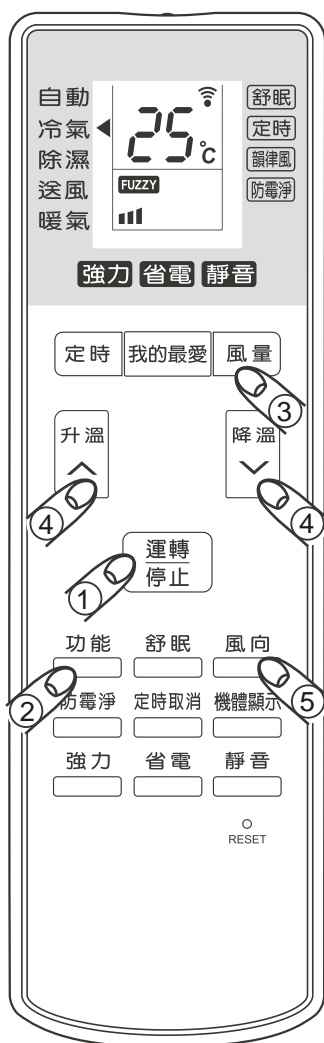 自動
冷氣
除濕
送風
暖氣
25℃
FUZZY
舒眠
定時
韻律風
防霉淨
強力 省電 靜音
定時 我的最愛 風量
③
升溫 降溫
④ ④
運轉
停止
①
功能 舒眠 風向
② ⑤
防霉淨 定時取消 機體顯示
強力 省電 靜音
RESET